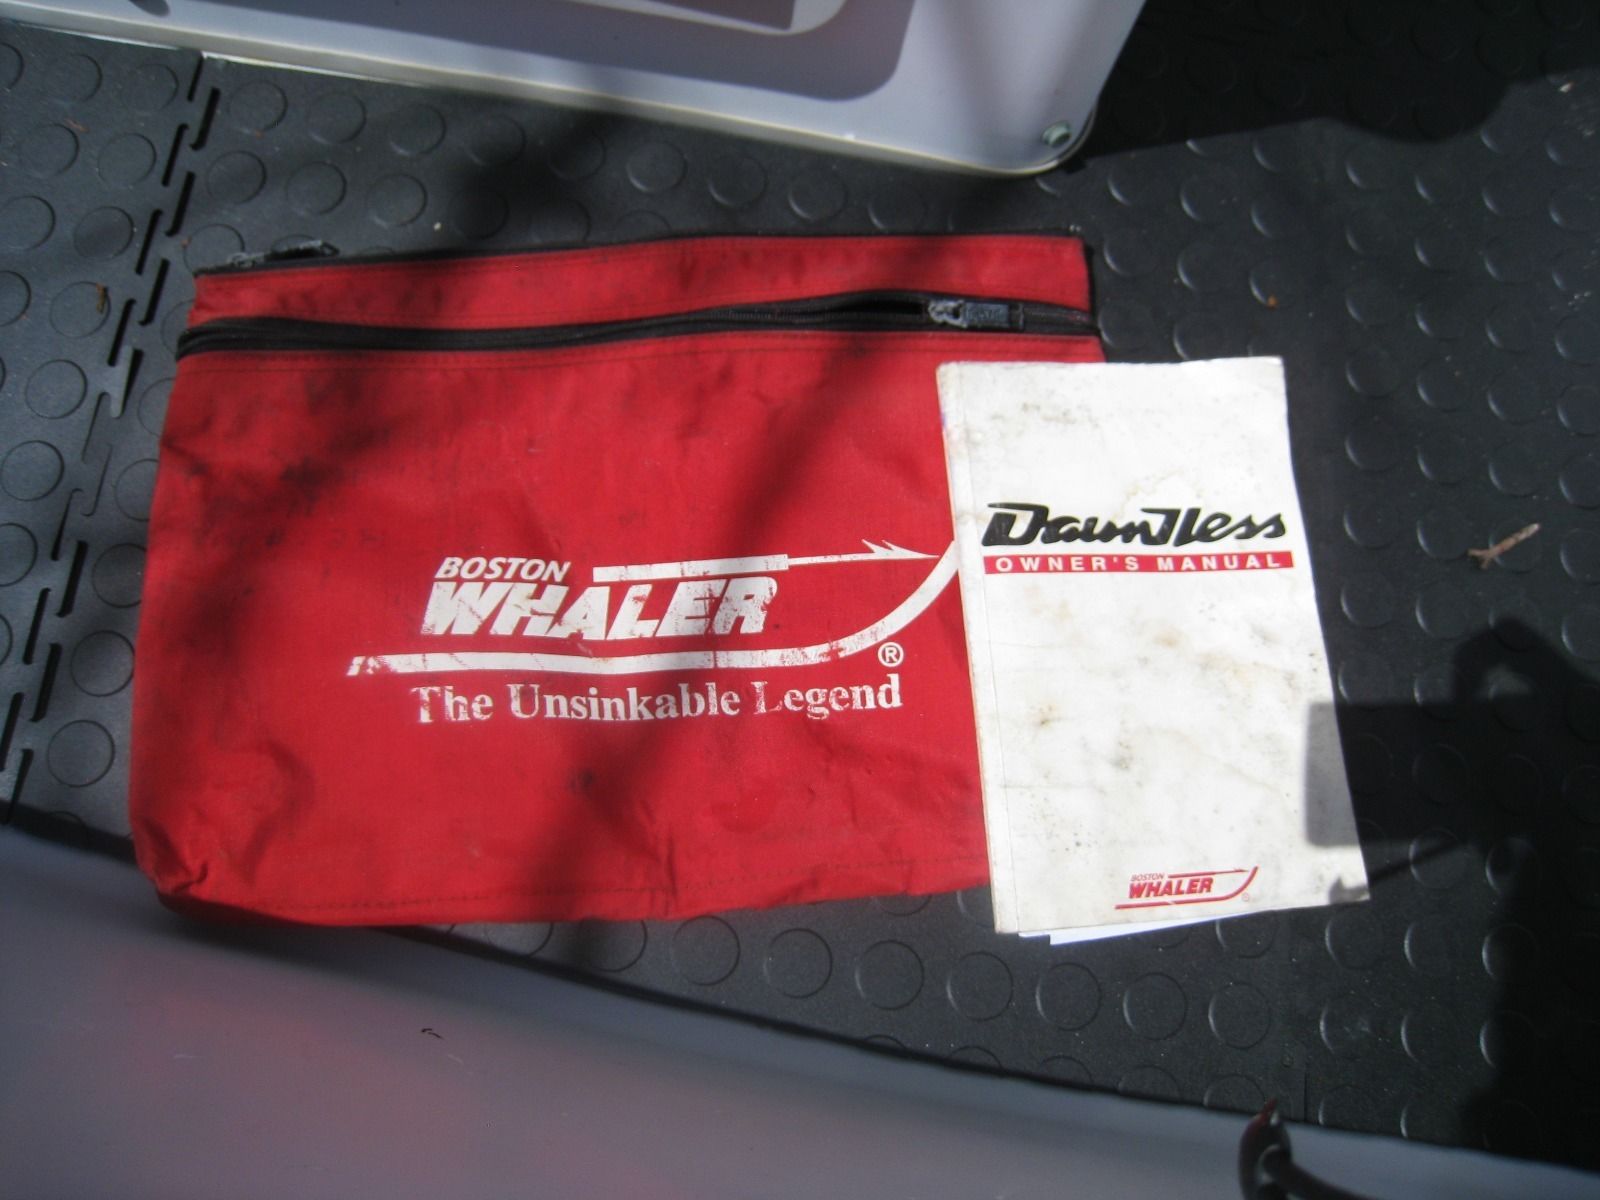 BOSTON
WHALER
®
The Unsinkable Legend
Dauntless
OWNER'S MANUAL
BOSTON
WHALER